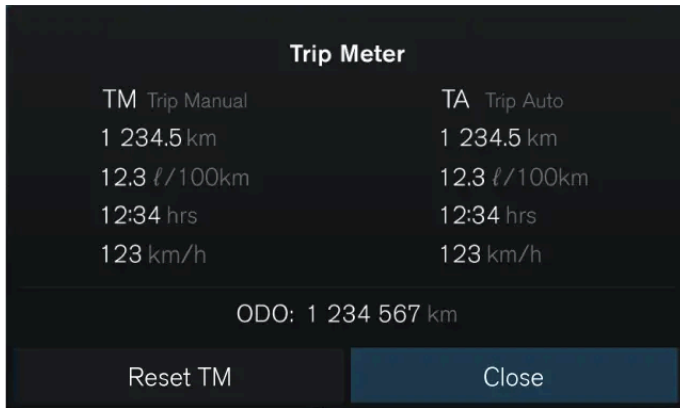 Trip Meter
TM Trip Manual
1 234.5 km
12.3 ℓ/100km
12:34 hrs
123 km/h
TA Trip Auto
1 234.5 km
12.3 ℓ/100km
12:34 hrs
123 km/h
ODO: 1 234 567 km
Reset TM
Close